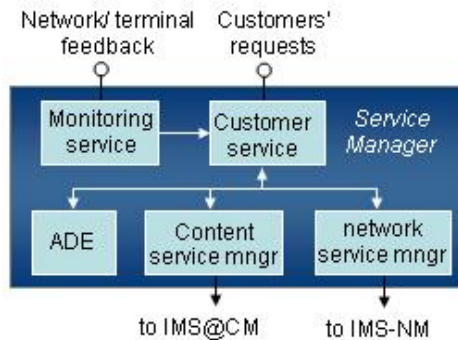 Network/ terminal
feedback
Customers'
requests
Monitoring
service
Customer
service
Service
Manager
ADE
Content
service mngr
network
service mngr
to IMS@CM
to IMS-NM